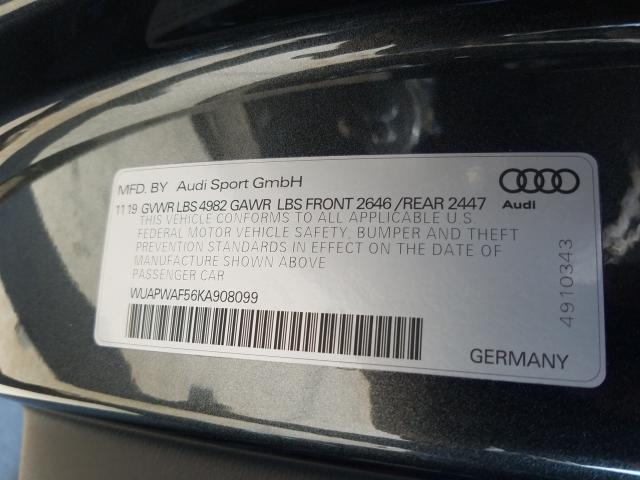 MFD. BY Audi Sport GmbH
11 19 GVWR LBS 4982 GAWR LBS FRONT 2646 /REAR 2447
THIS VEHICLE CONFORMS TO ALL APPLICABLE U.S.
FEDERAL MOTOR VEHICLE SAFETY, BUMPER AND THEFT
PREVENTION STANDARDS IN EFFECT ON THE DATE OF
MANUFACTURE SHOWN ABOVE
PASSENGER CAR
WUAPWAF56KA908099
Audi
4910343
GERMANY